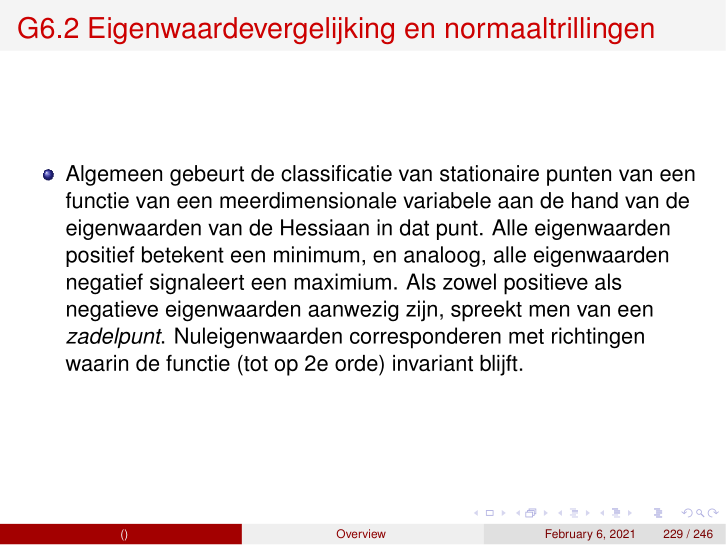 G6.2 Eigenwaardevergelijking en normaaltrillingen
Algemeen gebeurt de classificatie van stationaire punten van een
functie van een meerdimensionale variabele aan de hand van de
eigenwaarden van de Hessiaan in dat punt. Alle eigenwaarden
positief betekent een minimum, en analoog, alle eigenwaarden
negatief signaleert een maximium. Als zowel positieve als
negatieve eigenwaarden aanwezig zijn, spreekt men van een
zadelpunt. Nuleigenwaarden corresponderen met richtingen
waarin de functie (tot op 2e orde) invariant blijft.
() Overview February 6, 2021 229 / 246